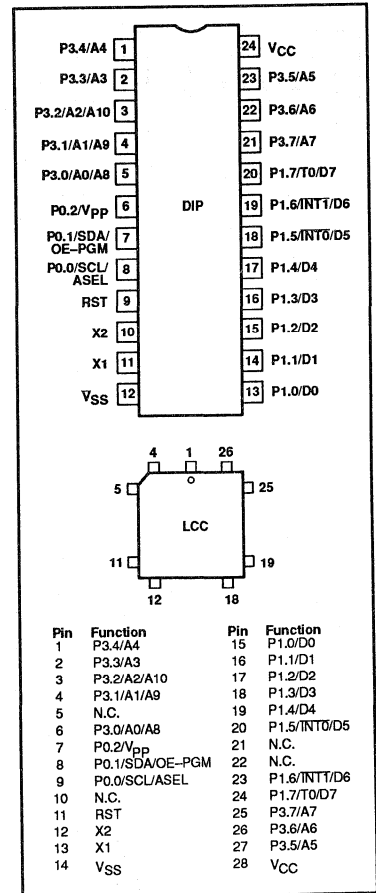 P3.4/A4 1 24 VCC
P3.3/A3 2 23 P3.5/A5
P3.2/A2/A10 3 22 P3.6/A6
P3.1/A1/A9 4 21 P3.7/A7
P3.0/A0/A8 5 20 P1.7/T0/D7
P0.2/VPP 6 DIP 19 P1.6/INT1/D6
P0.1/SDA/
OE–PGM 7 18 P1.5/INT0/D5
P0.0/SCL/
ASEL 8 17 P1.4/D4
RST 9 16 P1.3/D3
X2 10 15 P1.2/D2
X1 11 14 P1.1/D1
VSS 12 13 P1.0/D0
4 1 26
5 25
LCC
11 19
12 18
Pin Function Pin Function
1 P3.4/A4 15 P1.0/D0
2 P3.3/A3 16 P1.1/D1
3 P3.2/A2/A10 17 P1.2/D2
4 P3.1/A1/A9 18 P1.3/D3
5 N.C. 19 P1.4/D4
6 P3.0/A0/A8 20 P1.5/INT0/D5
7 P0.2/VPP 21 N.C.
8 P0.1/SDA/OE–PGM 22 N.C.
9 P0.0/SCL/ASEL 23 P1.6/INT1/D6
10 N.C. 24 P1.7/T0/D7
11 RST 25 P3.7/A7
12 X2 26 P3.6/A6
13 X1 27 P3.5/A5
14 VSS 28 VCC